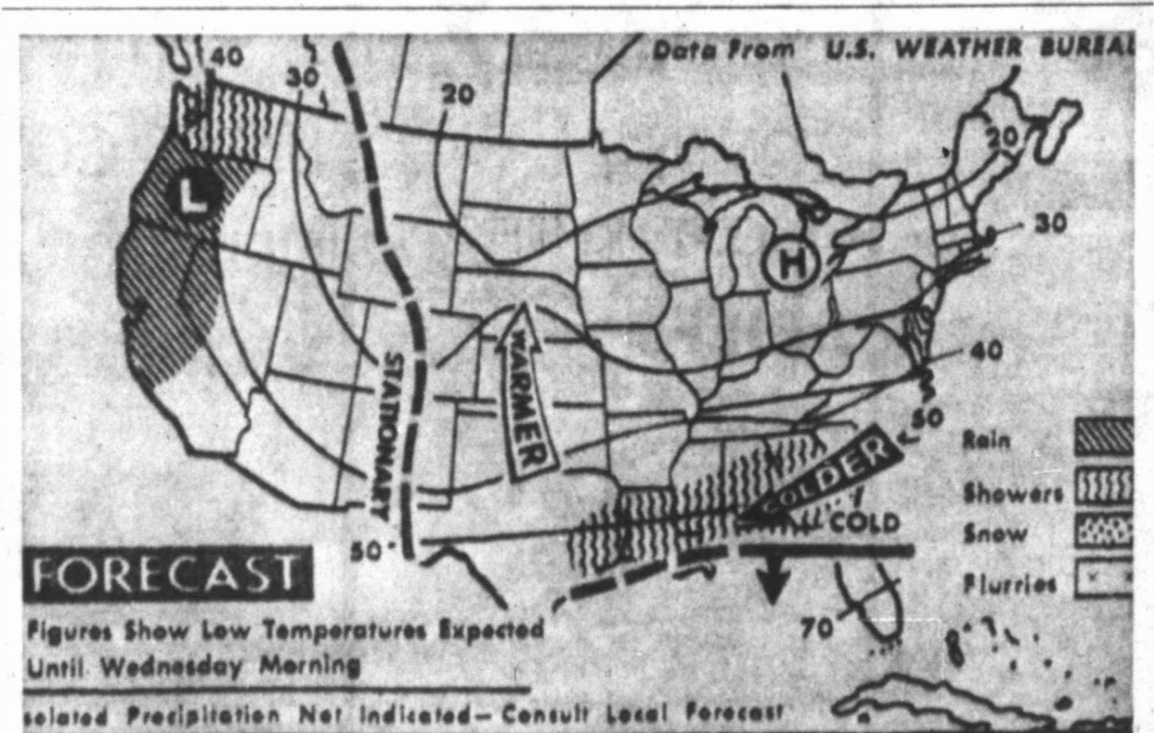 Data From U.S. WEATHER BUREAU
40
30
20
20
L
H
30
WARMER
STATIONARY
40
50
COLDER
COLD
50°
70
Rain
Showers
Snow
Flurries
FORECAST
Figures Show Low Temperatures Expected
Until Wednesday Morning
Isolated Precipitation Not Indicated— Consult Local Forecast